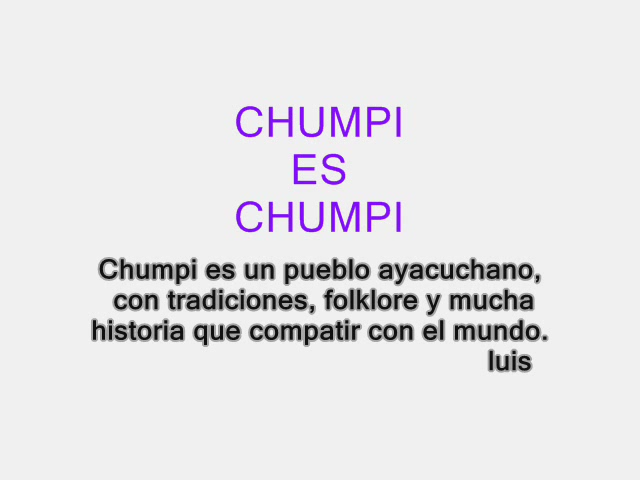 CHUMPI
ES
CHUMPI
Chumpi es un pueblo ayacuchano,
con tradiciones, folklore y mucha
historia que compatir con el mundo.
luis